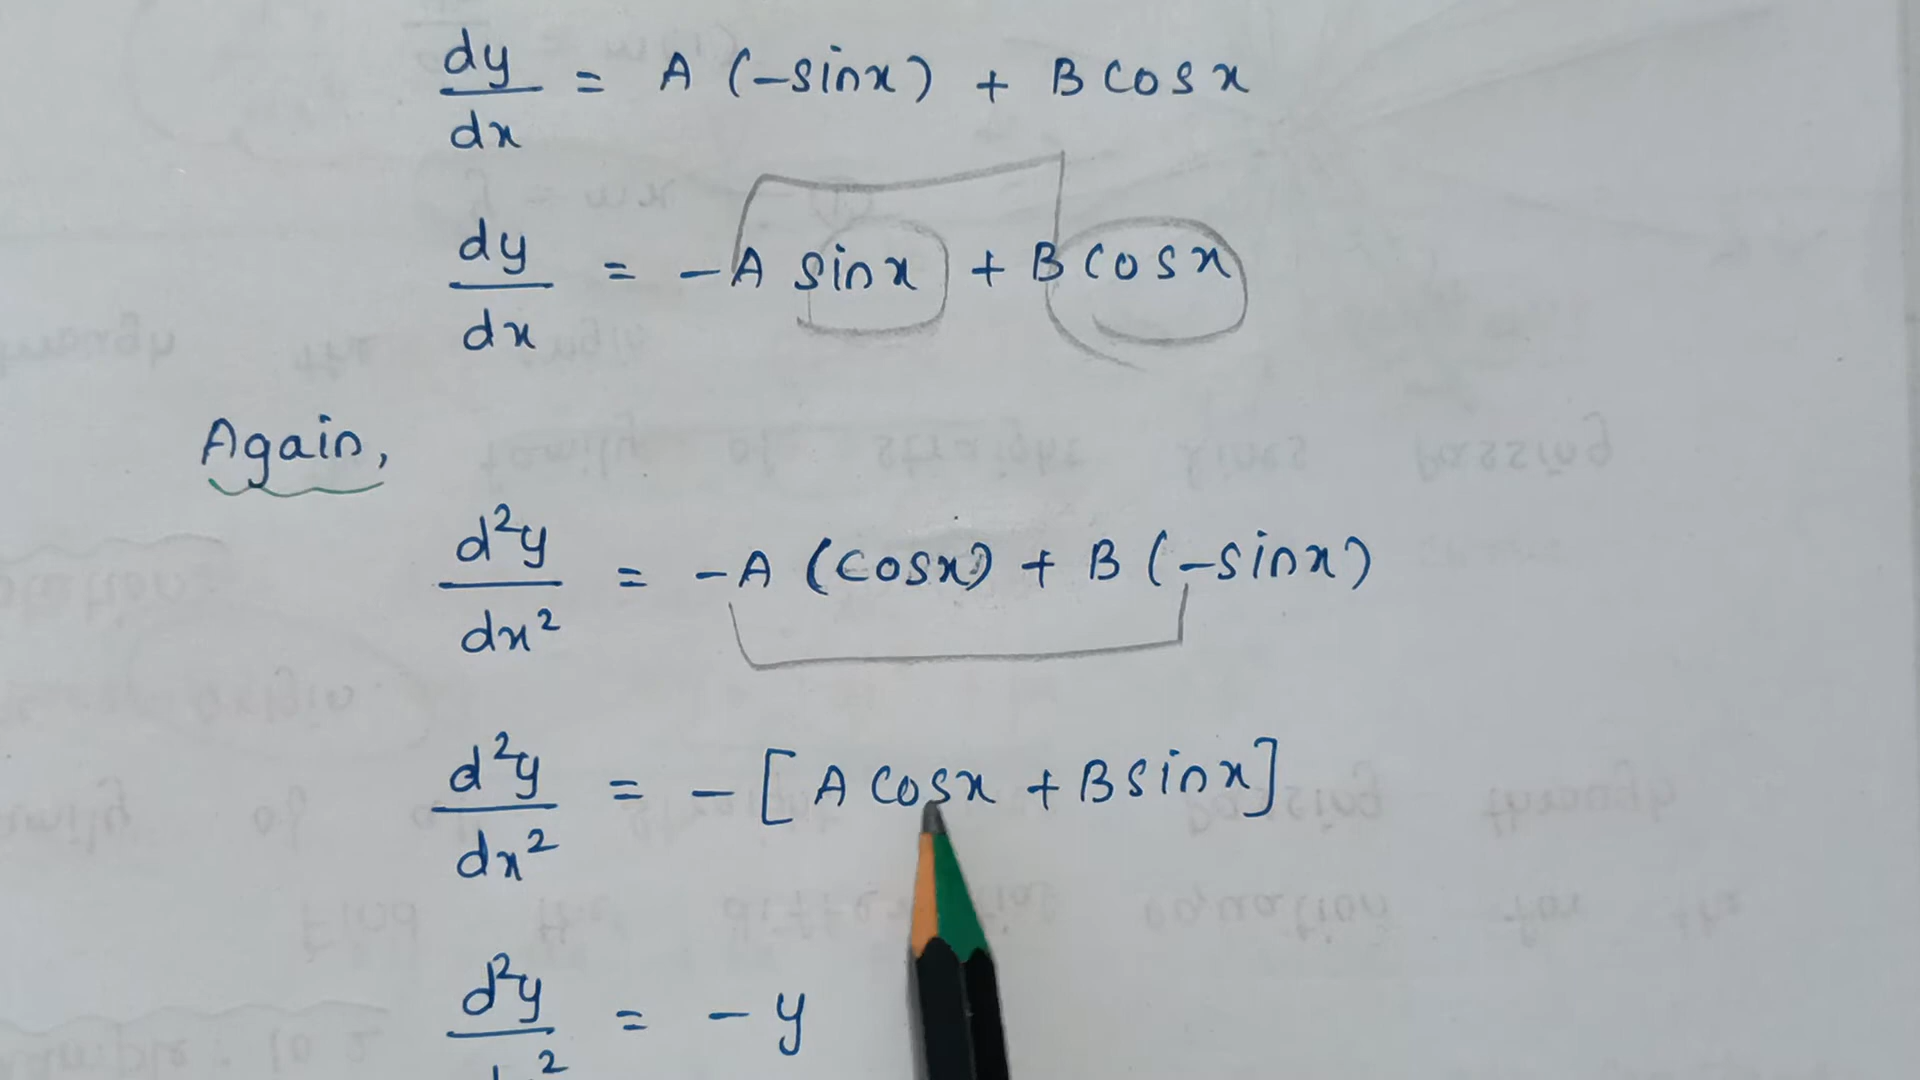 dy/dx = A (-sinx) + B cosx
dy/dx = -A sinx + B cosx
Again,
d²y/dx² = -A (cosx) + B (-sinx)
d²y/dx² = - [A cosx + B sinx]
d²y/dx² = - y